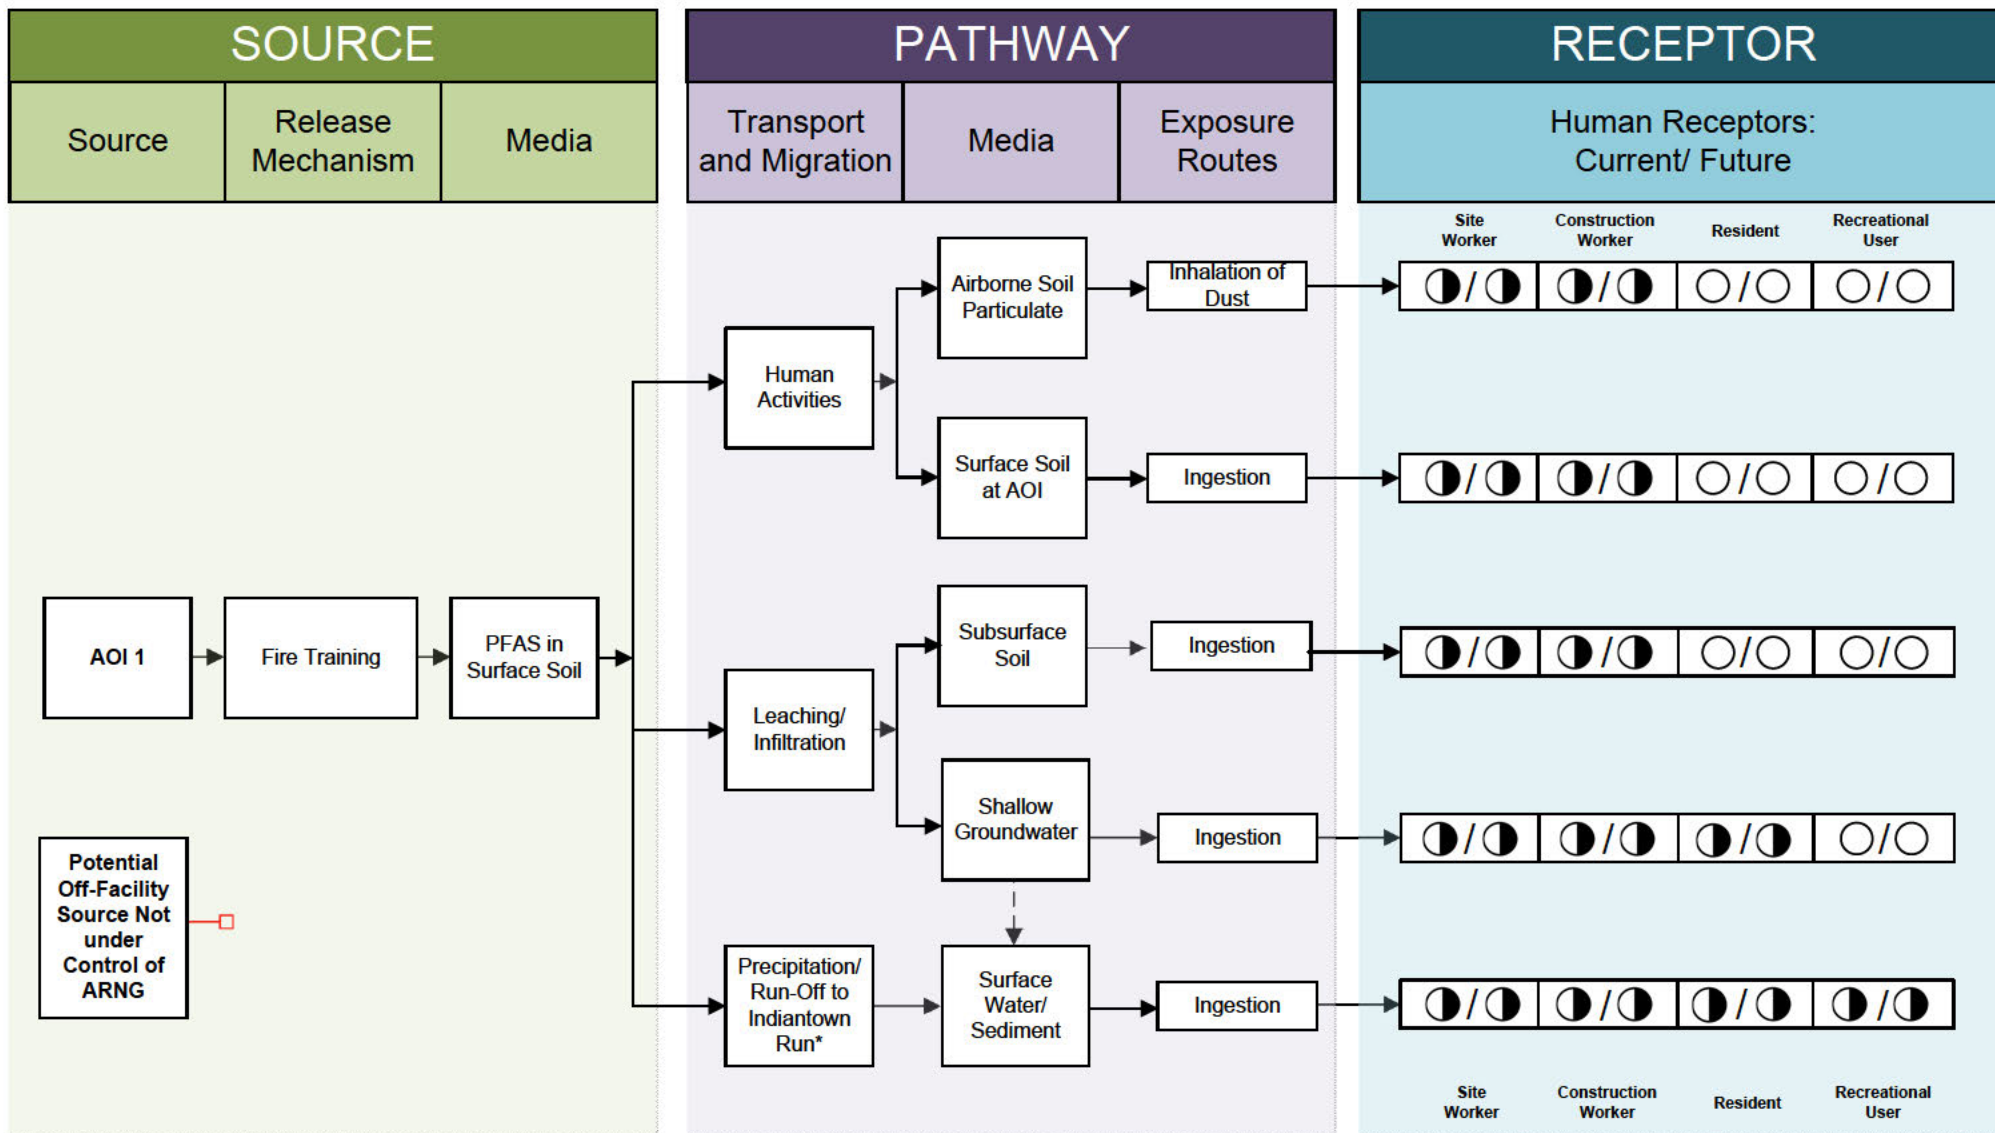 SOURCE
PATHWAY
RECEPTOR
Source
Release
Mechanism
Media
Transport
and Migration
Media
Exposure
Routes
Human Receptors:
Current/ Future
Site
Worker
Construction
Worker
Resident
Recreational
User
Airborne Soil
Particulate
Inhalation of
Dust
/
/
/
/
Human
Activities
Surface Soil
at AOI
Ingestion
/
/
/
/
AOI 1
Fire Training
PFAS in
Surface Soil
Subsurface
Soil
Ingestion
/
/
/
/
Leaching/
Infiltration
Shallow
Groundwater
Ingestion
/
/
/
/
Potential
Off-Facility
Source Not
under
Control of
ARNG
Precipitation/
Run-Off to
Indiantown
Run*
Surface
Water/
Sediment
Ingestion
/
/
/
/
Site
Worker
Construction
Worker
Resident
Recreational
User